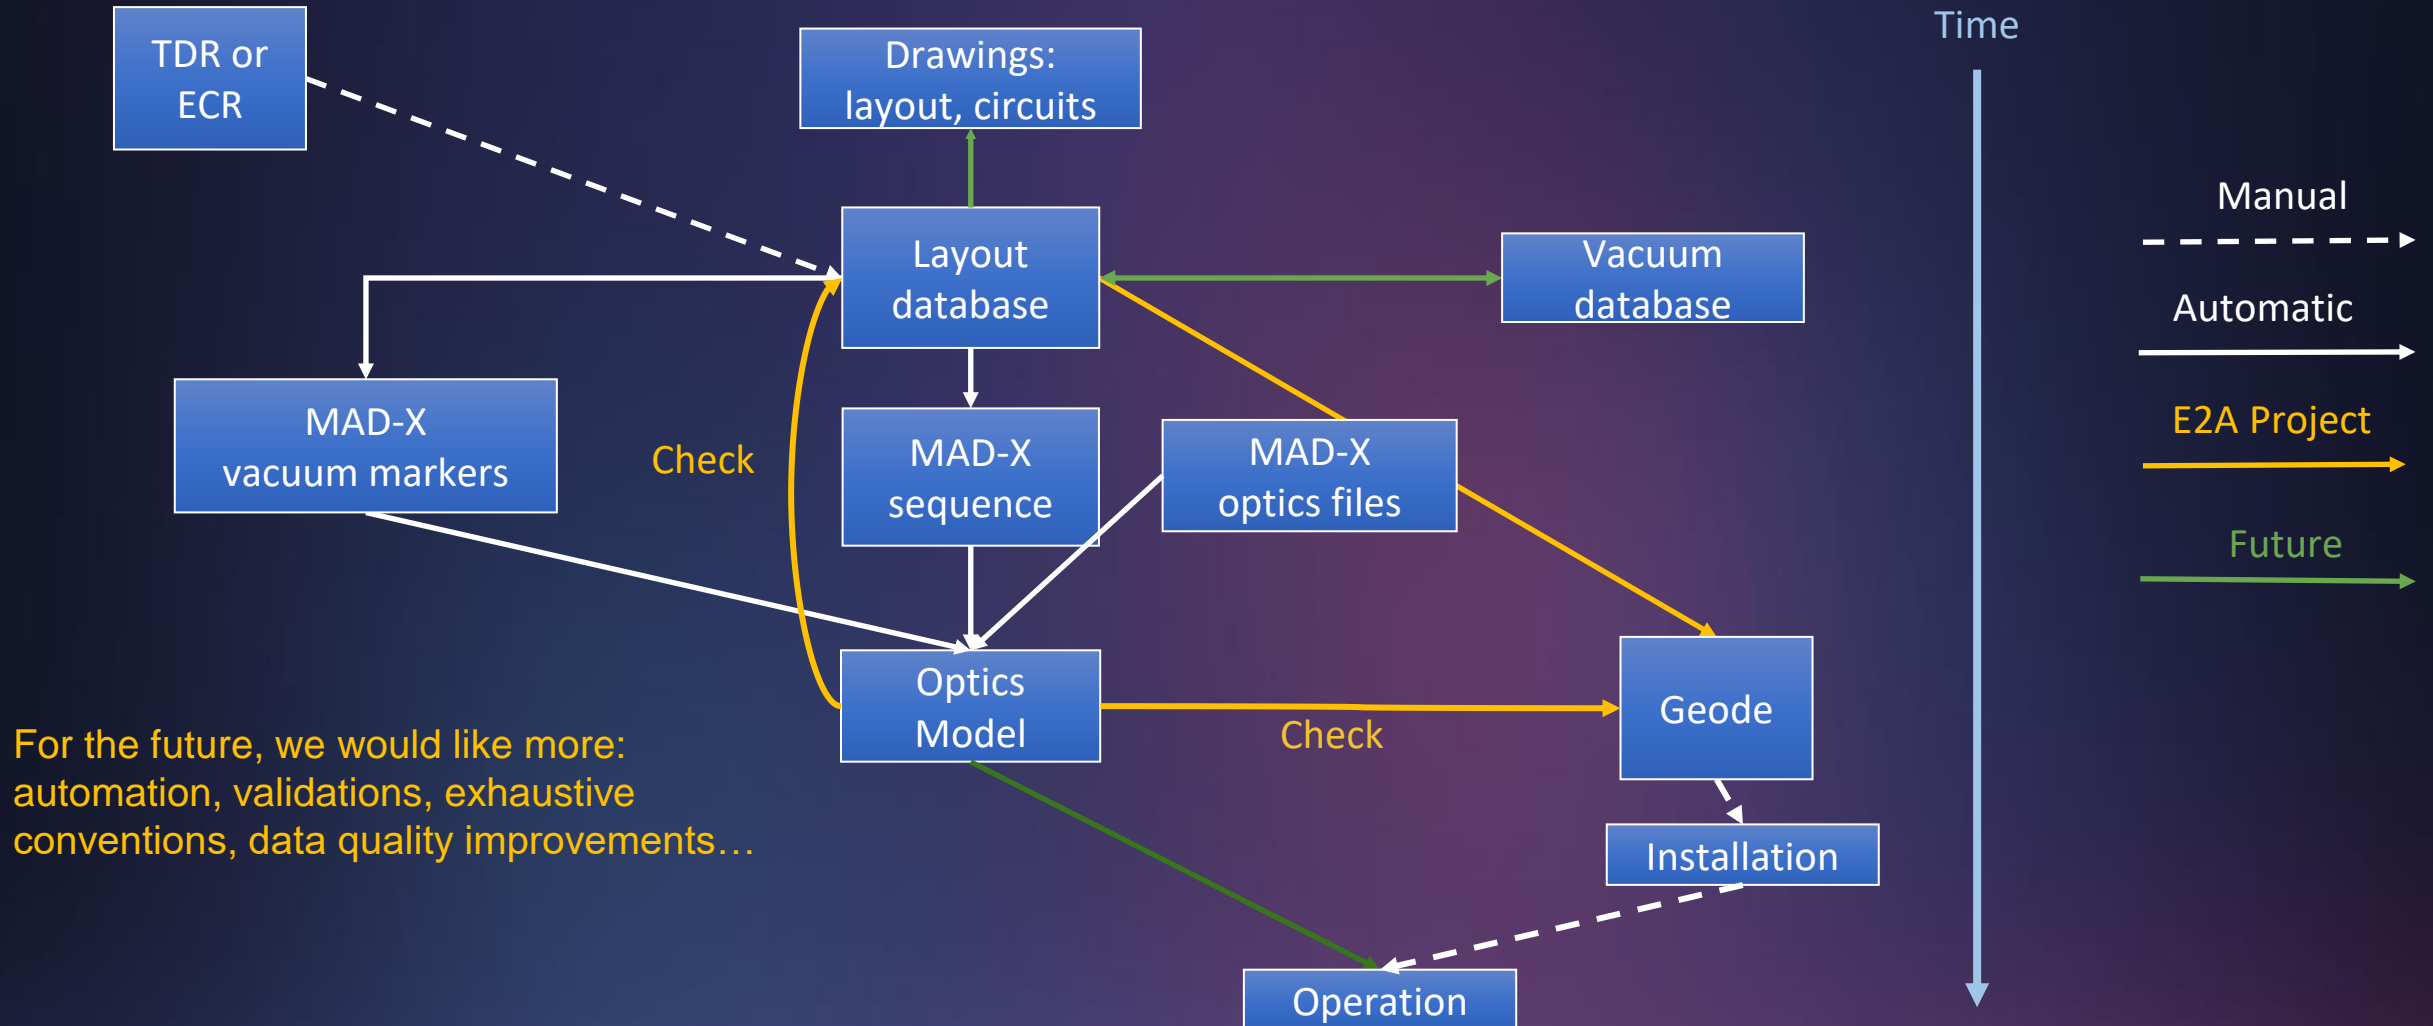 TDR or
ECR
Drawings:
layout, circuits
Time
Manual
Layout
database
Vacuum
database
Automatic
MAD-X
vacuum markers
Check
MAD-X
sequence
MAD-X
optics files
E2A Project
Future
Optics
Model
Check
Geode
For the future, we would like more:
automation, validations, exhaustive
conventions, data quality improvements…
Installation
Operation